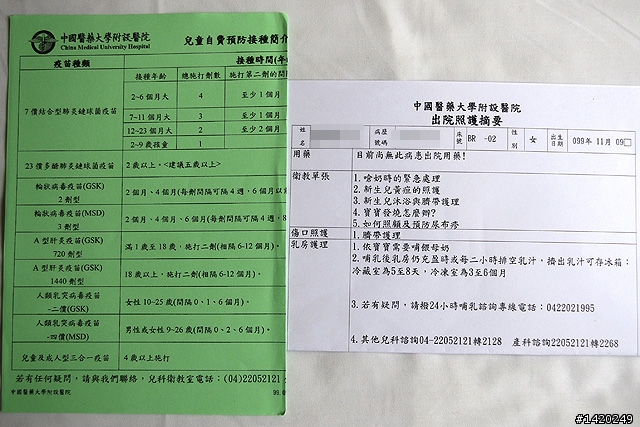 中國醫藥大學附設醫院
China Medical University Hospital
兒童自費預防接種簡介
疫苗種類
接種時間(年
接種年齡 總施打劑數 施打第二劑的間
7價結合型肺炎鏈球菌疫苗
2~6個月大 4 至少1個月
7~11個月大 3 至少1個月
12~23個月大 2 至少2個月
2~9歲孩童 1
23價多醣肺炎鏈球菌疫苗 2歲以上。<建議五歲以上>
輪狀病毒疫苗(GSK)
2劑型
2個月、4個月(每劑間隔可隔4週，6個月以
輪狀病毒疫苗(MSD)
3劑型
2個月、4個月、6個月(每劑間隔可隔4週，8
A型肝炎疫苗(GSK)
720劑型
滿1歲至18歲，施打二劑(相隔6-12個月)。
A型肝炎疫苗(GSK)
1440劑型
18歲以上，施打二劑(相隔6-12個月)。
人類乳突病毒疫苗
-二價(GSK)
女性10~25歲(間隔0、1、6個月)。
人類乳突病毒疫苗
-四價(MSD)
男性或女性9~26歲(間隔0、2、6個月)。
兒童及成人型三合一疫苗 4歲以上施打
若有任何疑問，請與我們聯絡，兒科衛教室電話：(04)22052121
中國醫藥大學附設醫院
99.0
中國醫藥大學附設醫院
出院照護摘要
姓名
病歷號碼
床號 BR -02
性別 女
出生日期 099年11月09
用藥 目前尚無此病患出院用藥!
衛教單張 1.嗆奶時的緊急處理
2.新生兒黃疸的照護
3.新生兒沐浴與臍帶護理
4.寶寶發燒怎麼辦?
5.如何照顧及預防尿布疹
傷口照護 1.臍帶護理
乳房護理 1.依寶寶需要哺餵母奶
2.哺乳後乳房仍充盈時或每二小時排空乳汁，擠出乳汁可存冰箱：
冷藏室為5至8天，冷凍室為3至6個月
3.若有疑問，請撥24小時哺乳諮詢專線電話：0422021995
4.其他兒科諮詢04-22052121轉2128 產科諮詢22052121轉2268
#1420249